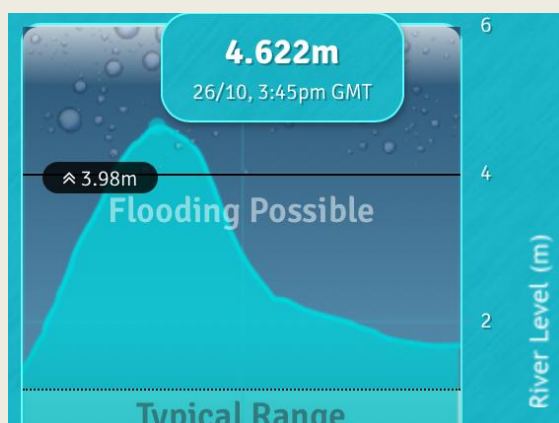 4.622m
26/10, 3:45pm GMT
6
3.98m
4
Flooding Possible
2
River Level (m)
Typical Range